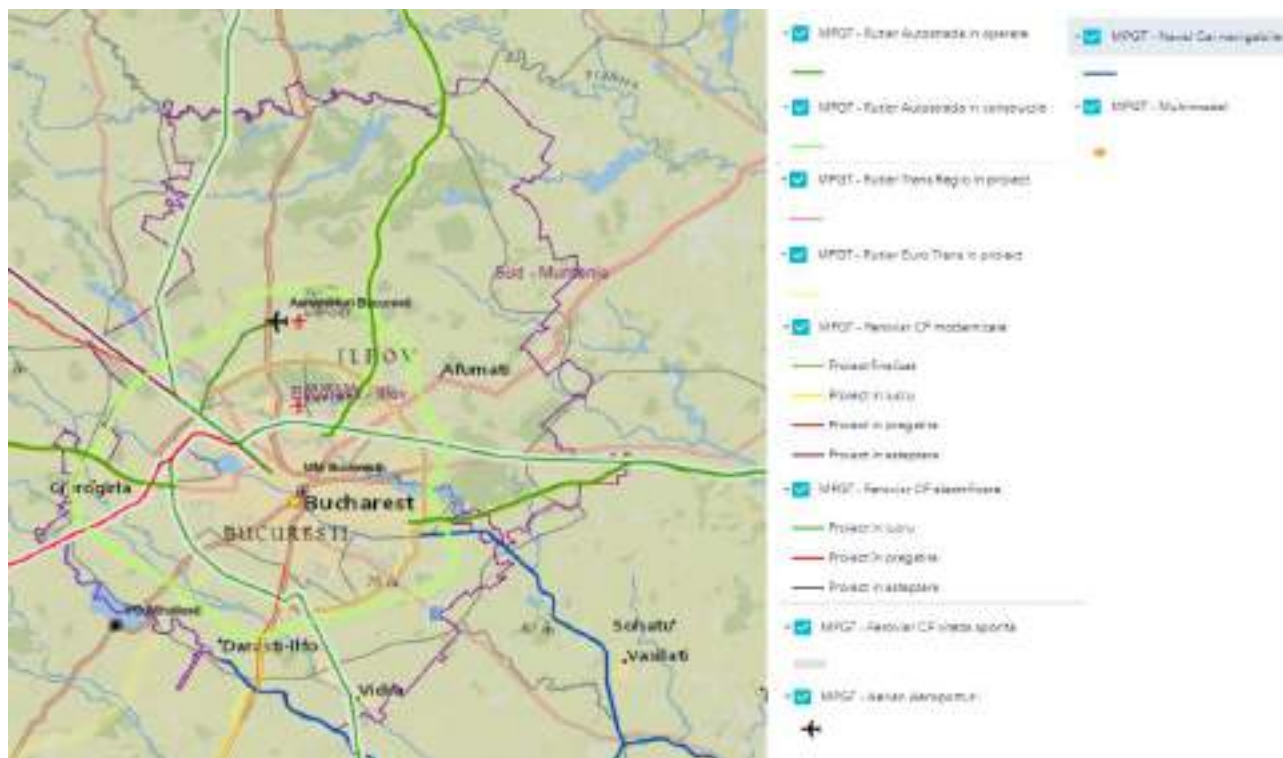 Sud - Muntenia
Aeroportul Bucuresti
ILFOV
Afumati
Bucharest
BUCURESTI
Darasti-Ilfo
Vidra
Vasilati
MPGT - Rutier Autostrada in operare
MPGT - Rutier Autostrada in constructie
MPGT - Rutier Trans Regio in proiect
MPGT - Rutier Euro Trans in proiect
MPGT - Feroviar CF modernizare
Proiect finalizat
Proiect in lucru
Proiect in pregatire
Proiect in asteptare
MPGT - Feroviar CF electrificare
Proiect in lucru
Proiect in pregatire
Proiect in asteptare
MPGT - Feroviar CF viteza sporita
MPGT - Aerian Aeroporturi
MPGT - Naval Cai navigabile
MPGT - Multimodal